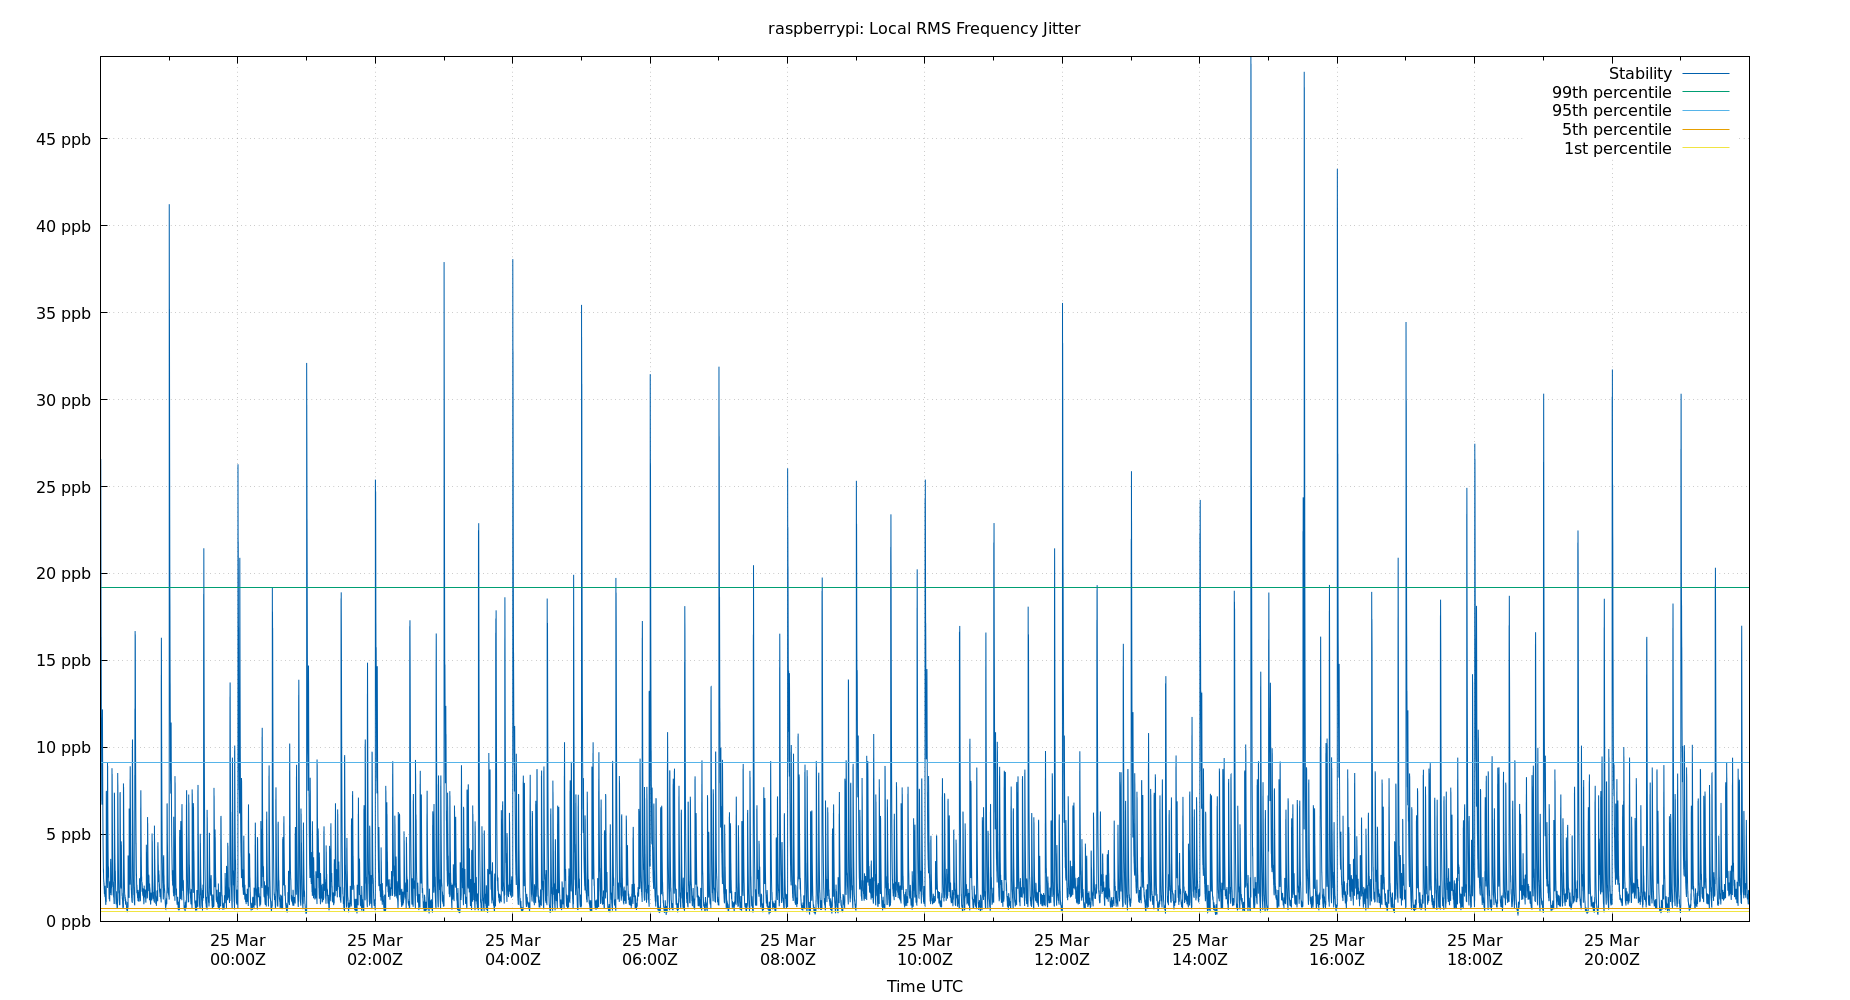 raspberrypi: Local RMS Frequency Jitter
Stability
99th percentile
95th percentile
5th percentile
1st percentile
45 ppb
40 ppb
35 ppb
30 ppb
25 ppb
20 ppb
15 ppb
10 ppb
5 ppb
0 ppb
25 Mar 25 Mar 25 Mar 25 Mar 25 Mar 25 Mar 25 Mar 25 Mar 25 Mar 25 Mar 25 Mar
00:00Z 02:00Z 04:00Z 06:00Z 08:00Z 10:00Z 12:00Z 14:00Z 16:00Z 18:00Z 20:00Z
Time UTC